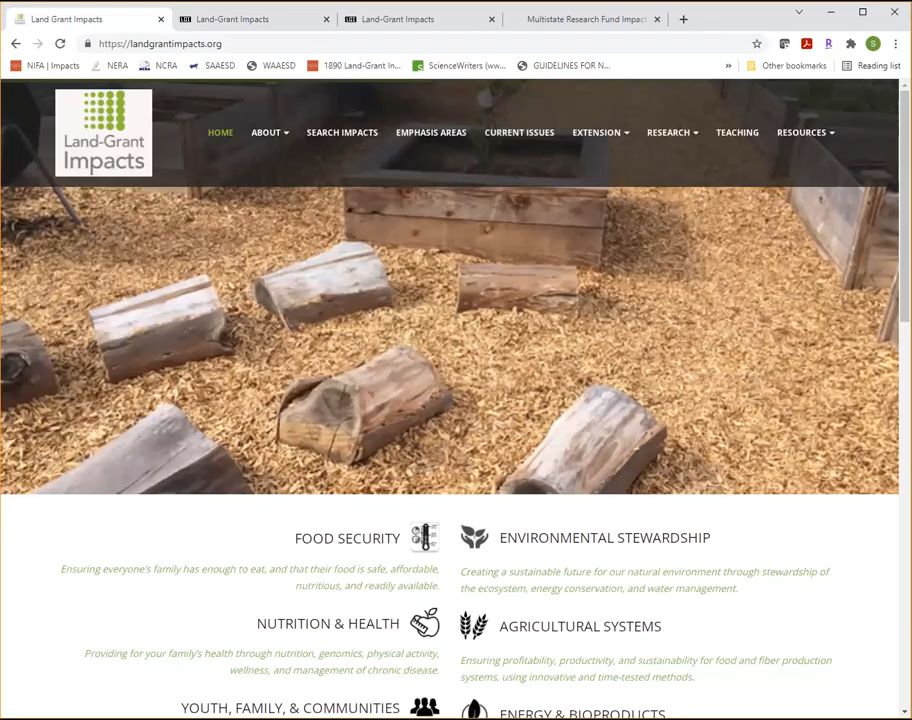 Land Grant Impacts
LGI Land-Grant Impacts
LGI Land-Grant Impacts
Multistate Research Fund Impac
https://landgrantimpacts.org
S
NIFA | Impacts NERA NCRA SAAESD WAAESD 1890 Land-Grant In... ScienceWriters (ww... GUIDELINES FOR N... » Other bookmarks Reading list
Land-Grant
Impacts
HOME ABOUT SEARCH IMPACTS EMPHASIS AREAS CURRENT ISSUES EXTENSION RESEARCH TEACHING RESOURCES
FOOD SECURITY
Ensuring everyone's family has enough to eat, and that their food is safe, affordable,
nutritious, and readily available.
ENVIRONMENTAL STEWARDSHIP
Creating a sustainable future for our natural environment through stewardship of
the ecosystem, energy conservation, and water management.
NUTRITION & HEALTH
Providing for your family's health through nutrition, genomics, physical activity,
wellness, and management of chronic disease.
AGRICULTURAL SYSTEMS
Ensuring profitability, productivity, and sustainability for food and fiber production
systems, using innovative and time-tested methods.
YOUTH, FAMILY, & COMMUNITIES
ENERGY & BIOPRODUCTS